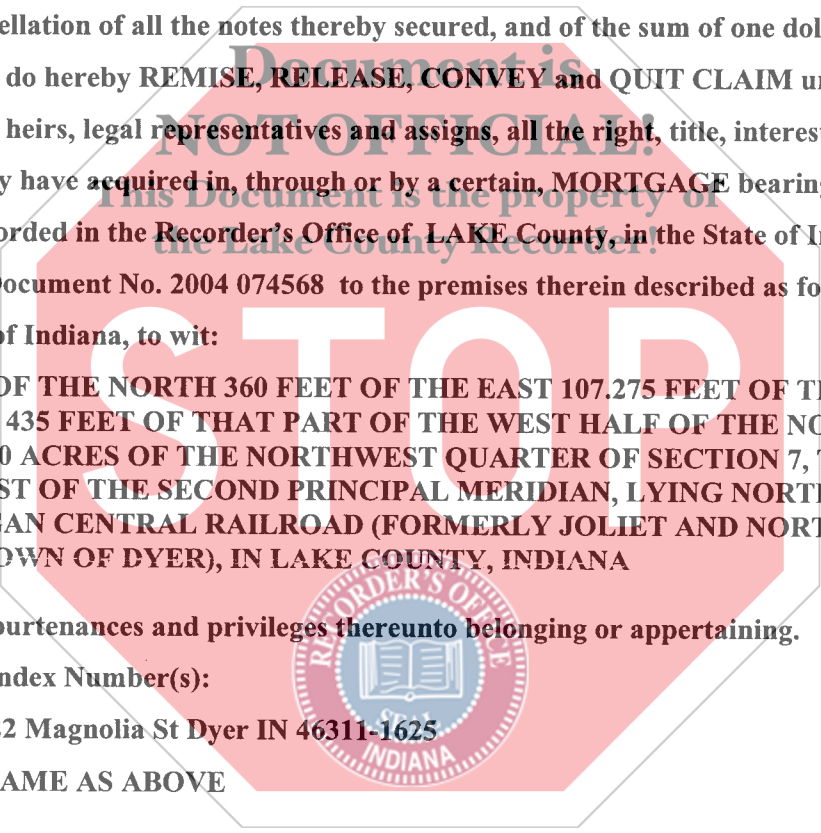 ellation of all the notes thereby secured, and of the sum of one dol
do hereby REMISE, RELEASE, CONVEY and QUIT CLAIM un
heirs, legal representatives and assigns, all the right, title, interes
y have acquired in, through or by a certain, MORTGAGE bearing
orded in the Recorder's Office of LAKE County, in the State of In
Document No. 2004 074568 to the premises therein described as fo
of Indiana, to wit:
OF THE NORTH 360 FEET OF THE EAST 107.275 FEET OF TH
435 FEET OF THAT PART OF THE WEST HALF OF THE NO
0 ACRES OF THE NORTHWEST QUARTER OF SECTION 7, T
ST OF THE SECOND PRINCIPAL MERIDIAN, LYING NORTH
GAN CENTRAL RAILROAD (FORMERLY JOLIET AND NORT
OWN OF DYER), IN LAKE COUNTY, INDIANA
ourtenances and privileges thereunto belonging or appertaining.
ndex Number(s):
22 Magnolia St Dyer IN 46311-1625
AME AS ABOVE
Document is
NOT OFFICIAL!
This Document is the property of
the Lake County Recorder!
STOP
RECORDER'S OFFICE
SEAL
INDIANA